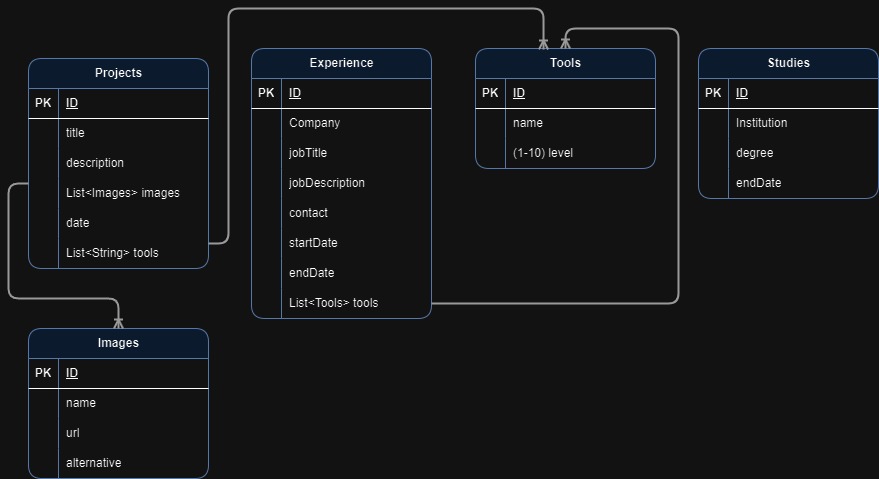 Projects
PK ID
title
description
List<Images> images
date
List<String> tools
Experience
PK ID
Company
jobTitle
jobDescription
contact
startDate
endDate
List<Tools> tools
Tools
PK ID
name
(1-10) level
Studies
PK ID
Institution
degree
endDate
Images
PK ID
name
url
alternative